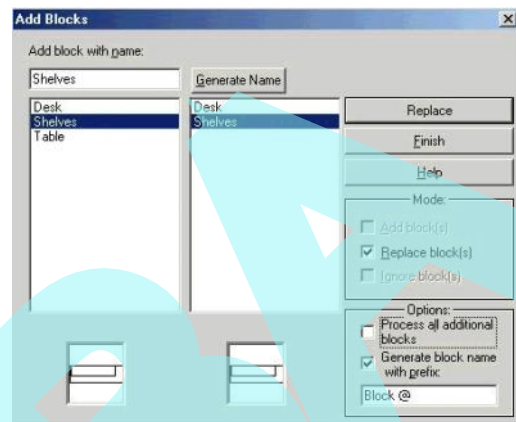 Add Blocks
Add block with name:
Shelves
Generate Name
Desk
Shelves
Table
Desk
Shelves
Replace
Finish
Help
Mode:
Add block(s)
Replace block(s)
Ignore block(s)
Options:
Process all additional
blocks
Generate block name
with prefix:
Block @